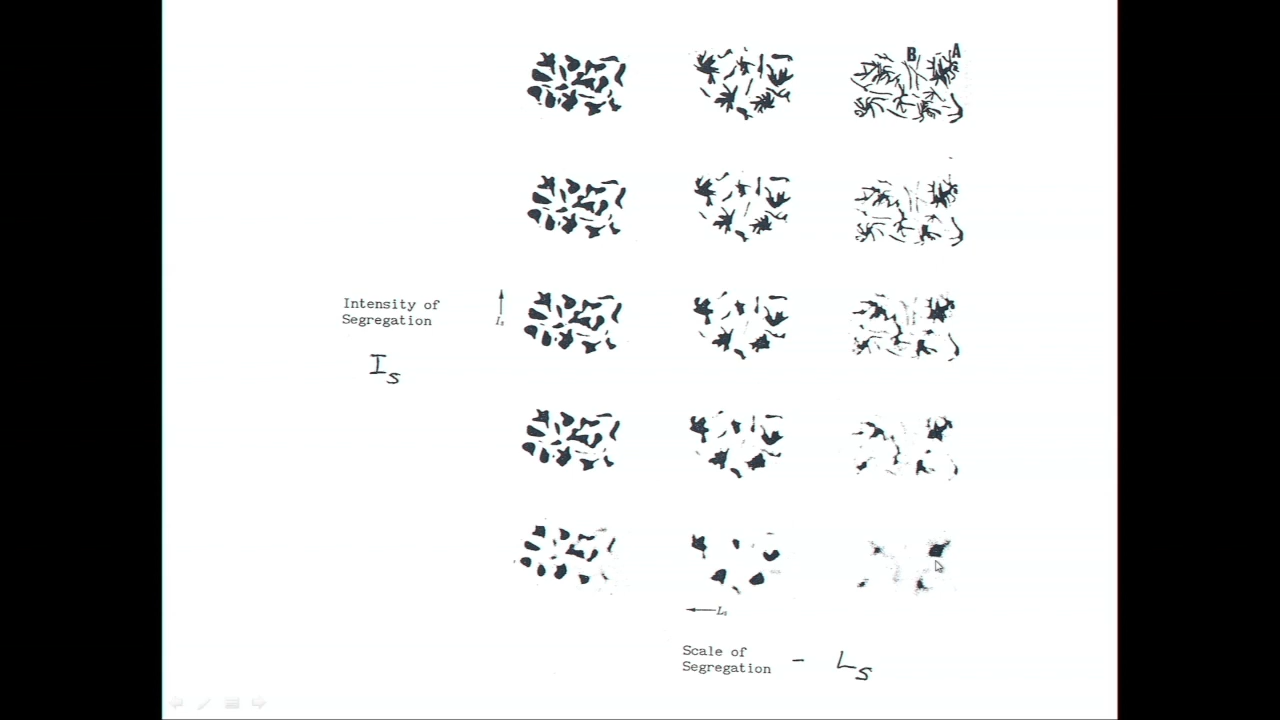 B A
Intensity of
Segregation
Is
Is
Ls
Scale of
Segregation - Ls